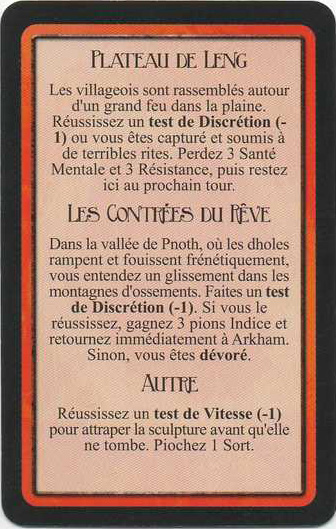 PLATEAU DE LENG
Les villageois sont rassemblés autour
d'un grand feu dans la plaine.
Réussissez un test de Discrétion (-
1) ou vous êtes capturé et soumis à
de terribles rites. Perdez 3 Santé
Mentale et 3 Résistance, puis restez
ici au prochain tour.
LES CONTRÉES DU RÊVE
Dans la vallée de Pnoth, où les dholes
rampent et fouissent frénétiquement,
vous entendez un glissement dans les
montagnes d'ossements. Faites un test
de Discrétion (-1). Si vous le
réussissez, gagnez 3 pions Indice et
retournez immédiatement à Arkham.
Sinon, vous êtes dévoré.
AUTRE
Réussissez un test de Vitesse (-1)
pour attraper la sculpture avant qu'elle
ne tombe. Piochez 1 Sort.